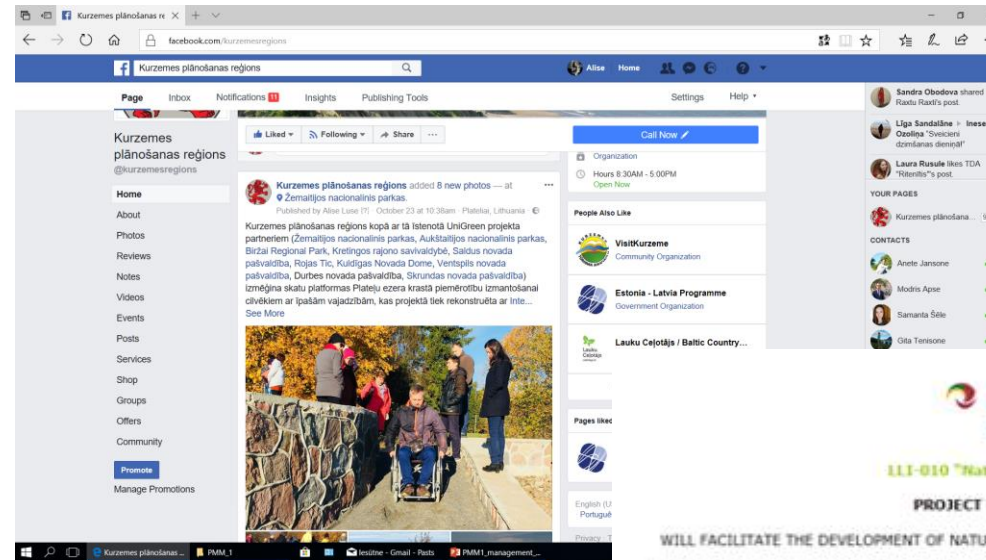 Kurzemes plānošanas re
facebook.com/kurzemesregions
Kurzemes plānošanas reģions
Alise Home
Page Inbox Notifications 11 Insights Publishing Tools Settings Help
Kurzemes
plānošanas reģions
@kurzemesregions
Home
About
Photos
Reviews
Notes
Videos
Events
Posts
Services
Shop
Groups
Offers
Community
Promote
Manage Promotions
Liked Following Share ...
Kurzemes plānošanas reģions added 8 new photos — at
Žemaitijos nacionalinis parkas.
Published by Alise Luse [?] · October 23 at 10:38am · Plateliai, Lithuania ·
Kurzemes plānošanas reģions kopā ar tā īstenotā UniGreen projekta
partneriem (Žemaitijos nacionalinis parkas, Aukštaitijos nacionalinis parkas,
Biržai Regional Park, Kretingos rajono savivaldybė, Saldus novada
pašvaldība, Rojas Tic, Kuldīgas Novada Dome, Ventspils novada
pašvaldība, Durbes novada pašvaldība, Skrundas novada pašvaldība)
izmēģina skatu platformas Plateļu ezera krastā piemērotību izmantošanai
cilvēkiem ar īpašām vajadzībām, kas projektā tiek rekonstruēta ar Inte...
See More
Call Now
Organization
Hours 8:30AM - 5:00PM
Open Now
People Also Like
VisitKurzeme
Community Organization
Estonia - Latvia Programme
Government Organization
Lauku Ceļotājs / Baltic Country...
Lauku
Ceļotājs
Pages liked
English (U
Portuguê
Privacy · T
Sandra Obodova shared
Raxtu Raxti's post.
Līga Sandalāne ▸ Inese
Ozoliņa "Sveicieni
dzimšanas dieniņā!"
Laura Rusule likes TDA
"Ritenītis"'s post.
YOUR PAGES
Kurzemes plānošana...
CONTACTS
Anete Jansone
Modris Apse
Samanta Šēle
Gita Tenisone
LLI-010 "Nat
PROJECT
WILL FACILITATE THE DEVELOPMENT OF NATU
Kurzemes plānošanas ... PMM_1 Iesūtne - Gmail - Pasts PMM1_management_...